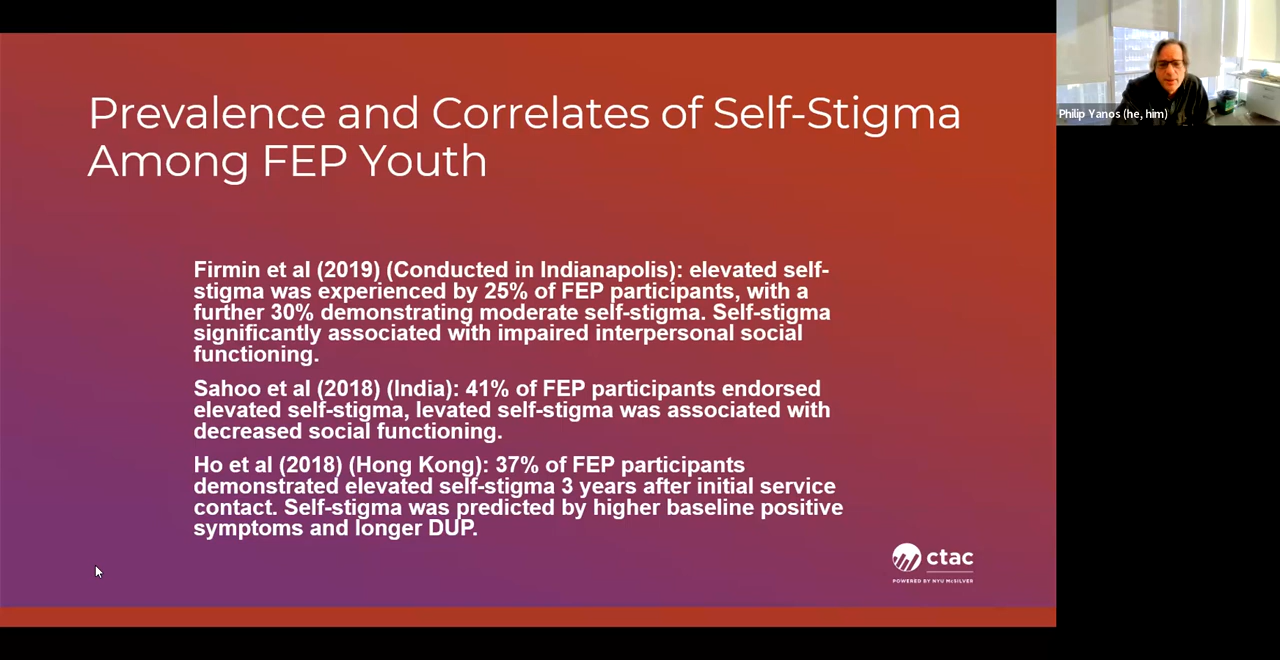 Prevalence and Correlates of Self-Stigma
Among FEP Youth
Firmin et al (2019) (Conducted in Indianapolis): elevated self-
stigma was experienced by 25% of FEP participants, with a
further 30% demonstrating moderate self-stigma. Self-stigma
significantly associated with impaired interpersonal social
functioning.
Sahoo et al (2018) (India): 41% of FEP participants endorsed
elevated self-stigma, levated self-stigma was associated with
decreased social functioning.
Ho et al (2018) (Hong Kong): 37% of FEP participants
demonstrated elevated self-stigma 3 years after initial service
contact. Self-stigma was predicted by higher baseline positive
symptoms and longer DUP.
ctac
POWERED BY NYU McSILVER
Philip Yanos (he, him)